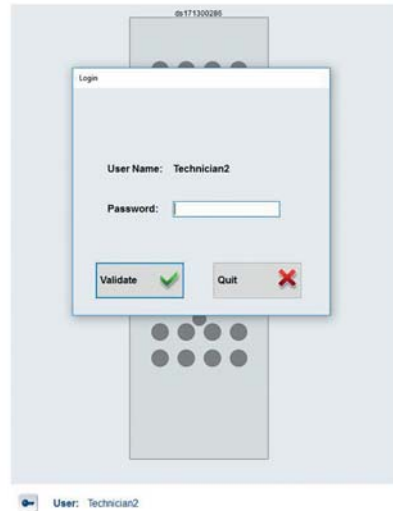 ds171300286
Login
User Name: Technician2
Password:
Validate
Quit
User: Technician2